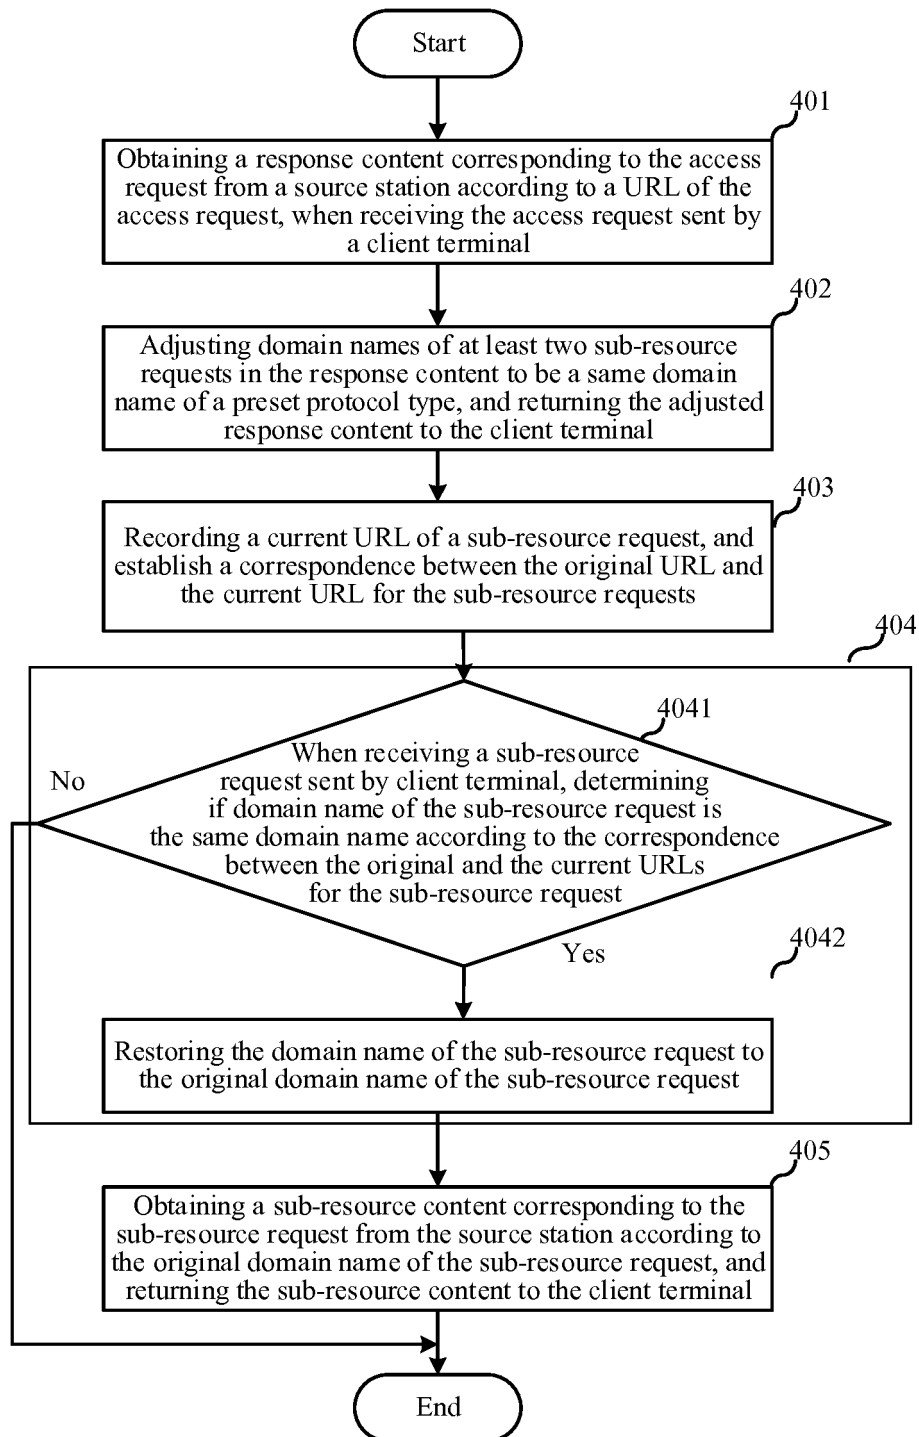 Start
401
Obtaining a response content corresponding to the access
request from a source station according to a URL of the
access request, when receiving the access request sent by
a client terminal
402
Adjusting domain names of at least two sub-resource
requests in the response content to be a same domain
name of a preset protocol type, and returning the adjusted
response content to the client terminal
403
Recording a current URL of a sub-resource request, and
establish a correspondence between the original URL and
the current URL for the sub-resource requests
404
4041
When receiving a sub-resource
request sent by client terminal, determining
if domain name of the sub-resource request is
the same domain name according to the correspondence
between the original and the current URLs
for the sub-resource request
No
Yes
4042
Restoring the domain name of the sub-resource request to
the original domain name of the sub-resource request
405
Obtaining a sub-resource content corresponding to the
sub-resource request from the source station according to
the original domain name of the sub-resource request, and
returning the sub-resource content to the client terminal
End